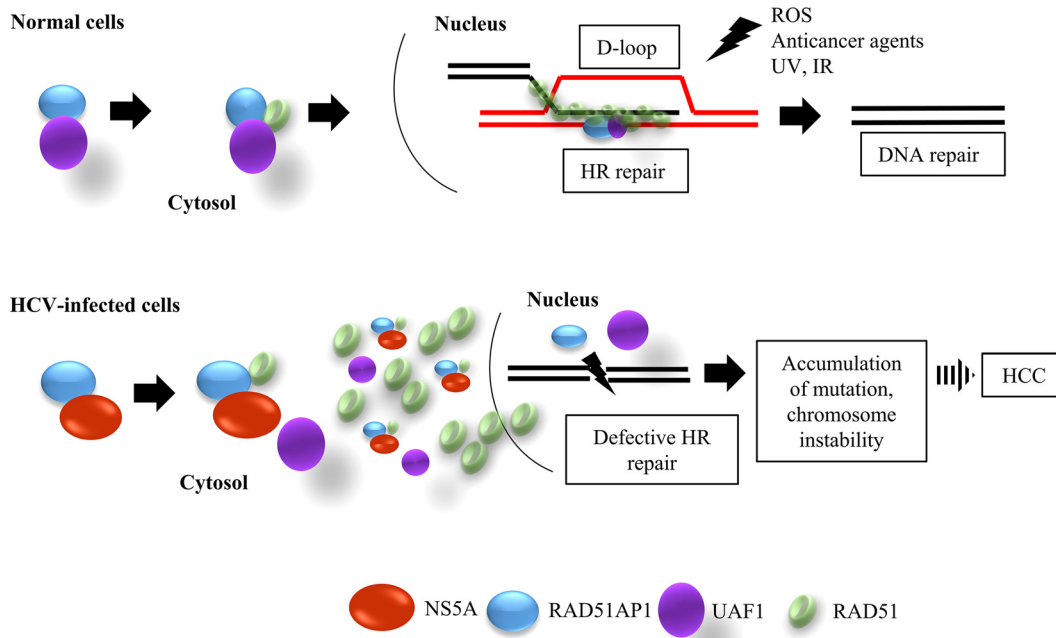 Normal cells
Nucleus
D-loop
ROS
Anticancer agents
UV, IR
HR repair
DNA repair
Cytosol
HCV-infected cells
Nucleus
Defective HR
repair
Accumulation
of mutation,
chromosome
instability
HCC
Cytosol
NS5A
RAD51AP1
UAF1
RAD51